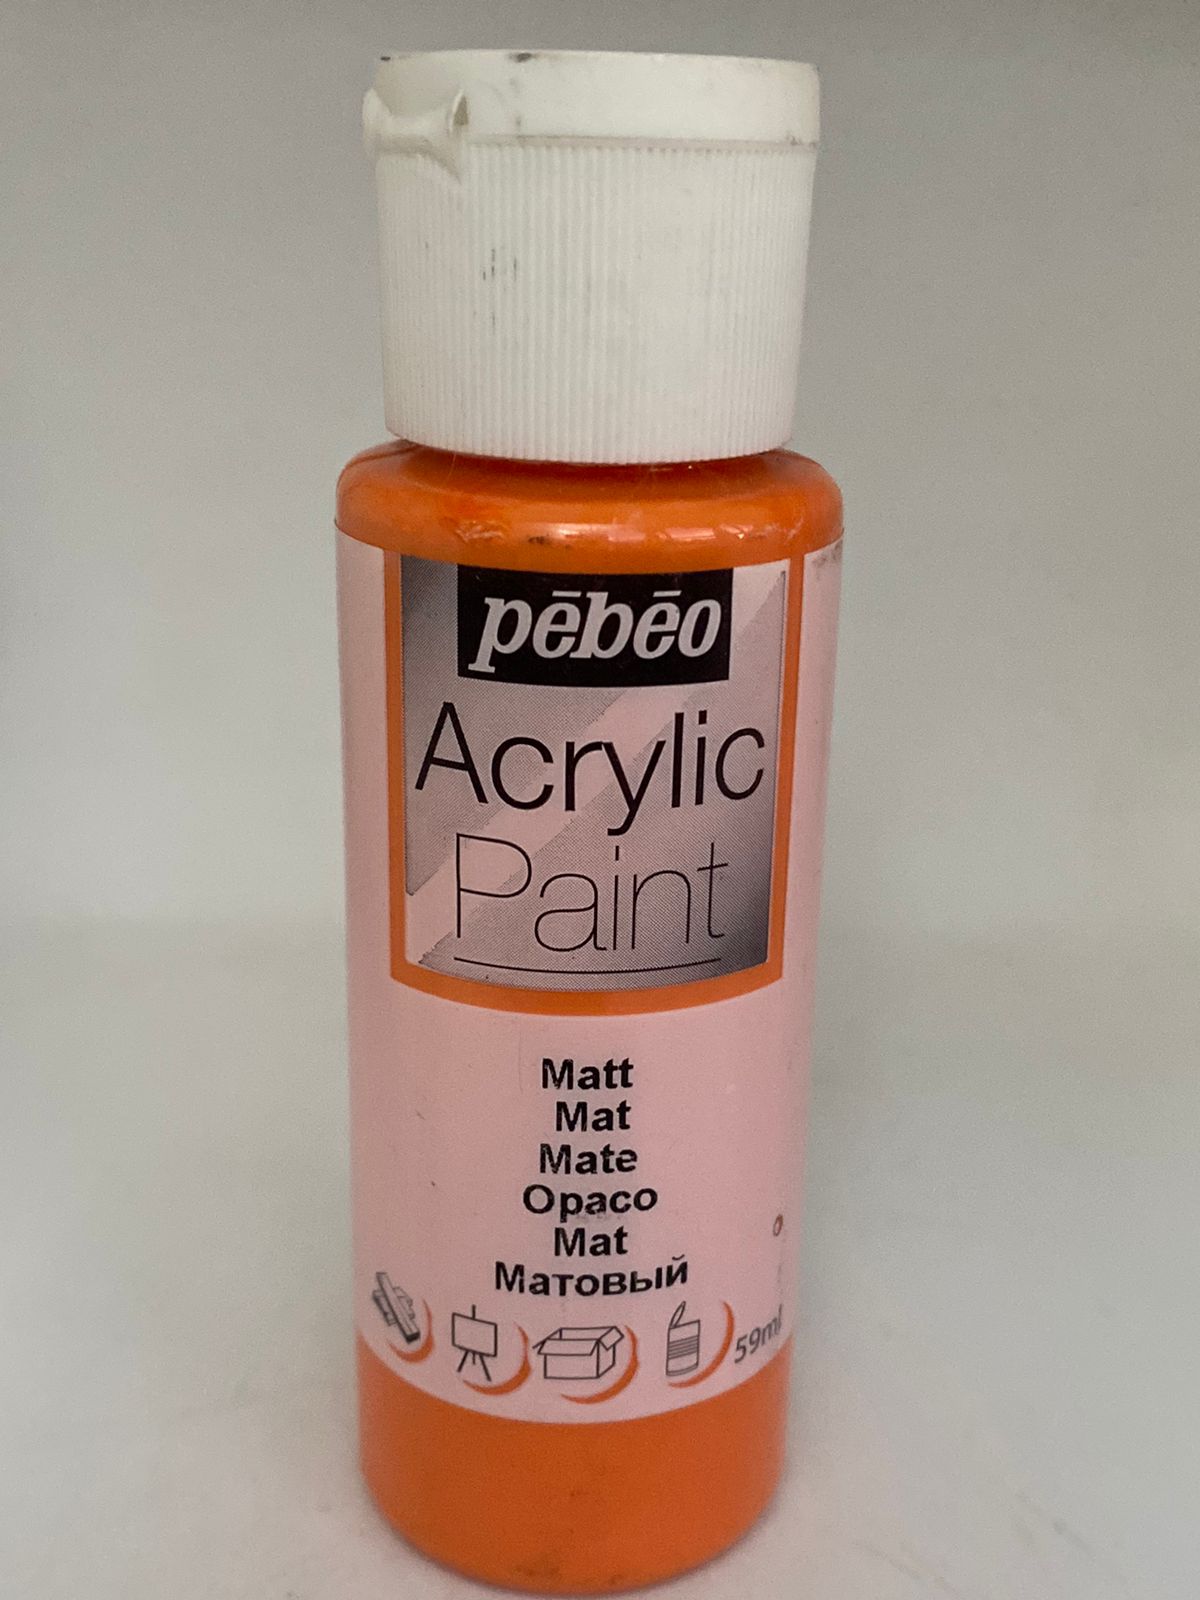 pēbēo
Acrylic
Paint
Matt
Mat
Mate
Opaco
Mat
Матовый
59ml